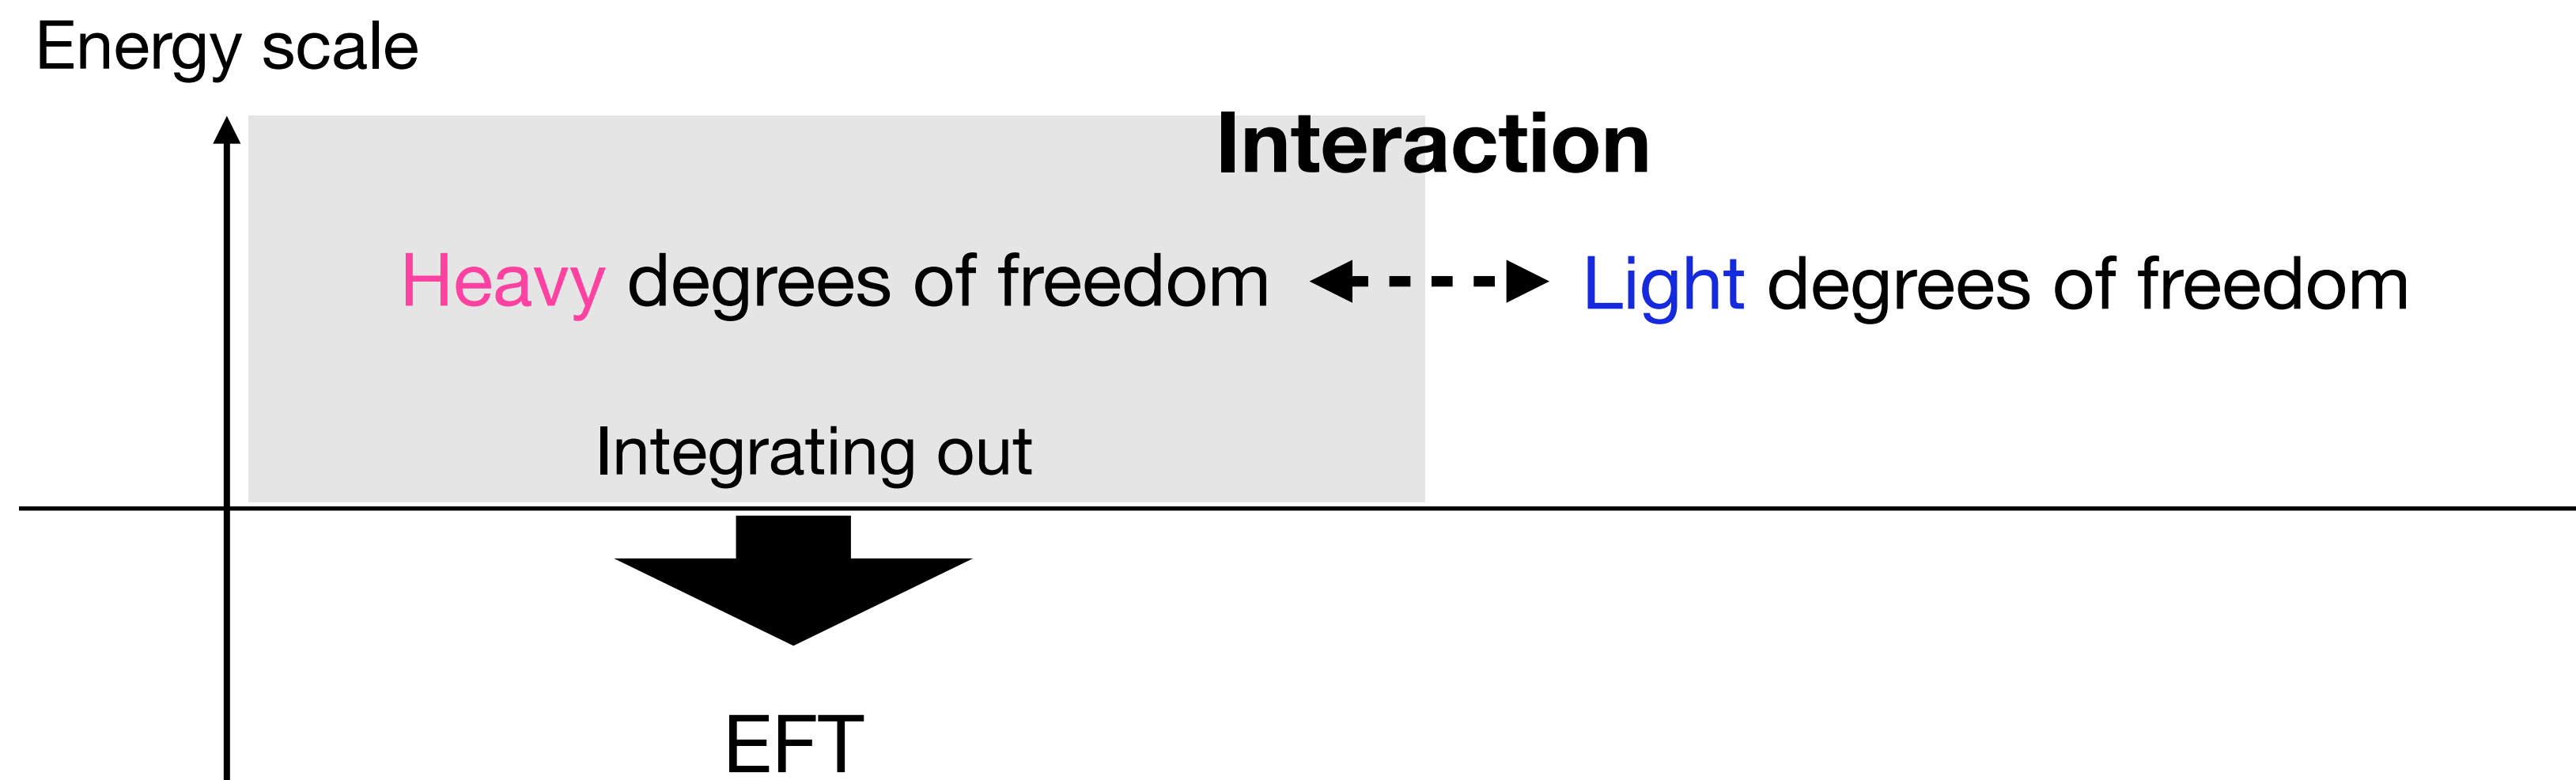 Energy scale
Interaction
Heavy degrees of freedom
Light degrees of freedom
Integrating out
EFT